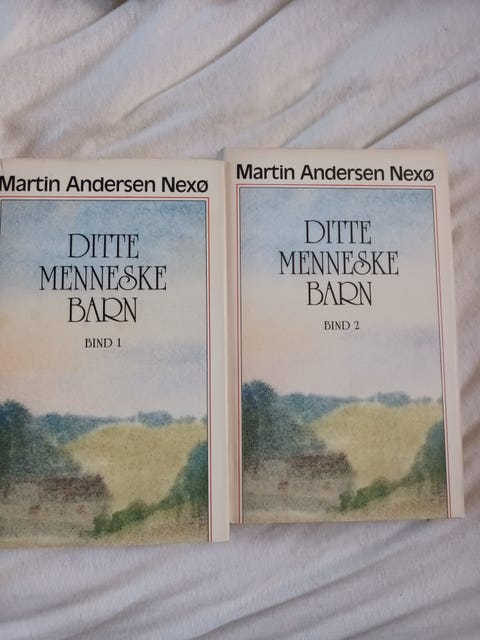 Martin Andersen Nexø
DITTE
MENNESKE
BARN
BIND 1
Martin Andersen Nexø
DITTE
MENNESKE
BARN
BIND 2